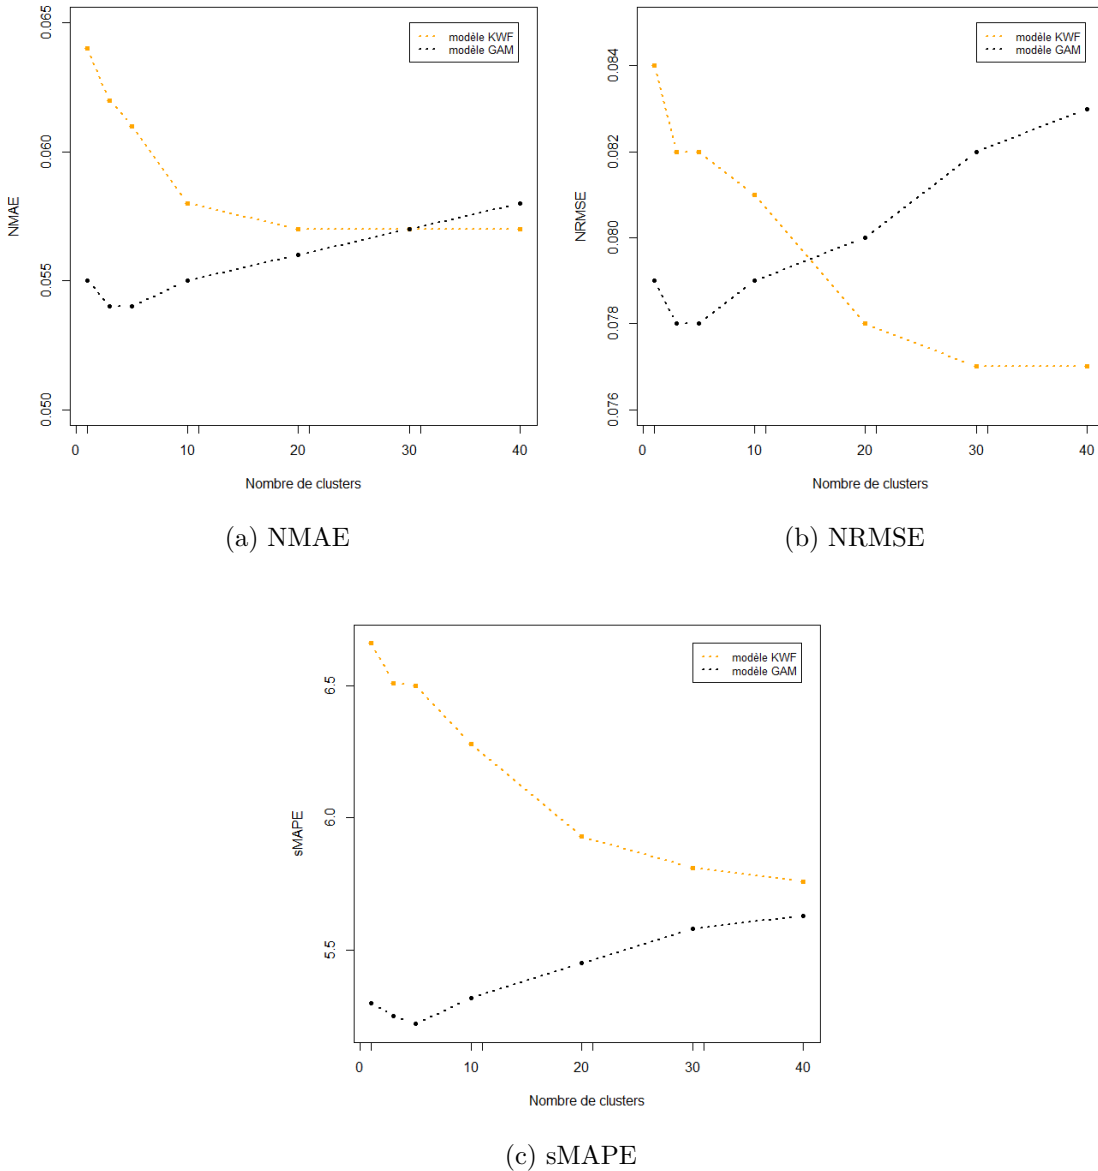 modèle KWF
modèle GAM
0.065
0.060
0.055
0.050
NMAE
0 10 20 30 40
Nombre de clusters
(a) NMAE
modèle KWF
modèle GAM
0.084
0.082
0.080
0.078
0.076
NRMSE
0 10 20 30 40
Nombre de clusters
(b) NRMSE
modèle KWF
modèle GAM
6.5
6.0
5.5
sMAPE
0 10 20 30 40
Nombre de clusters
(c) sMAPE